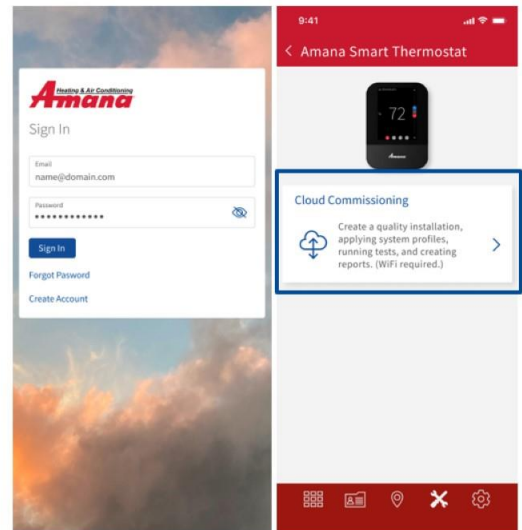 Heating & Air Conditioning
Amana
Sign In
Email
name@domain.com
Password
Sign In
Forgot Pasword
Create Account
9:41
Amana Smart Thermostat
72
Amana
Cloud Commissioning
Create a quality installation,
applying system profiles,
running tests, and creating
reports. (WiFi required.)